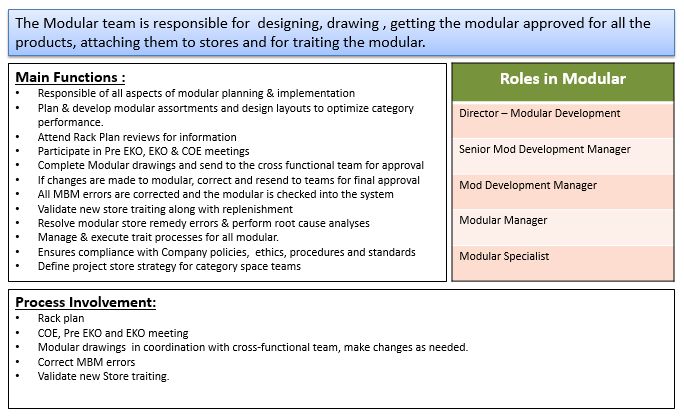 The Modular team is responsible for  designing, drawing , getting the modular approved for all the
products, attaching them to stores and for traiting the modular.
Main Functions :
• Responsible of all aspects of modular planning & implementation
• Plan & develop modular assortments and design layouts to optimize category
performance.
• Attend Rack Plan reviews for information
• Participate in Pre EKO, EKO & COE meetings
• Complete Modular drawings and send to the cross functional team for approval
• If changes are made to modular, correct and resend to teams for final approval
• All MBM errors are corrected and the modular is checked into the system
• Validate new store traiting along with replenishment
• Resolve modular store remedy errors & perform root cause analyses
• Manage & execute trait processes for all modular.
• Ensures compliance with Company policies,  ethics, procedures and standards
• Define project store strategy for category space teams
Roles in Modular
Director – Modular Development
Senior Mod Development Manager
Mod Development Manager
Modular Manager
Modular Specialist
Process Involvement:
• Rack plan
• COE, Pre EKO and EKO meeting
• Modular drawings  in coordination with cross-functional team, make changes as needed.
• Correct MBM errors
• Validate new Store traiting.